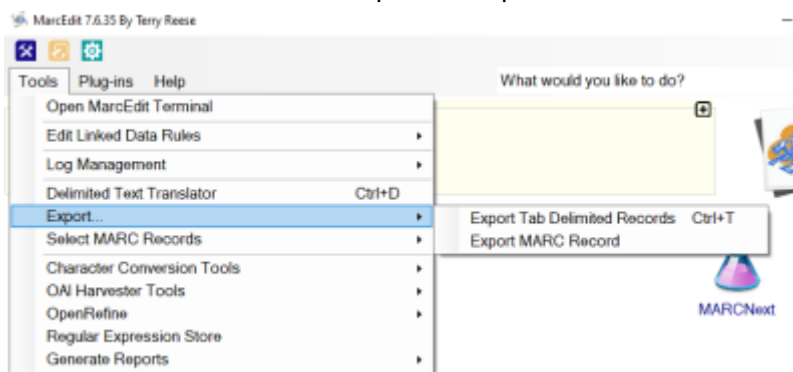 MarcEdit 7.6.35 By Terry Reese
Tools Plug-ins Help What would you like to do?
Open MarcEdit Terminal
Edit Linked Data Rules
Log Management
Delimited Text Translator Ctrl+D
Export...
Export Tab Delimited Records Ctrl+T
Select MARC Records
Export MARC Record
Character Conversion Tools
OAI Harvester Tools
OpenRefine
MARCNext
Regular Expression Store
Generate Reports